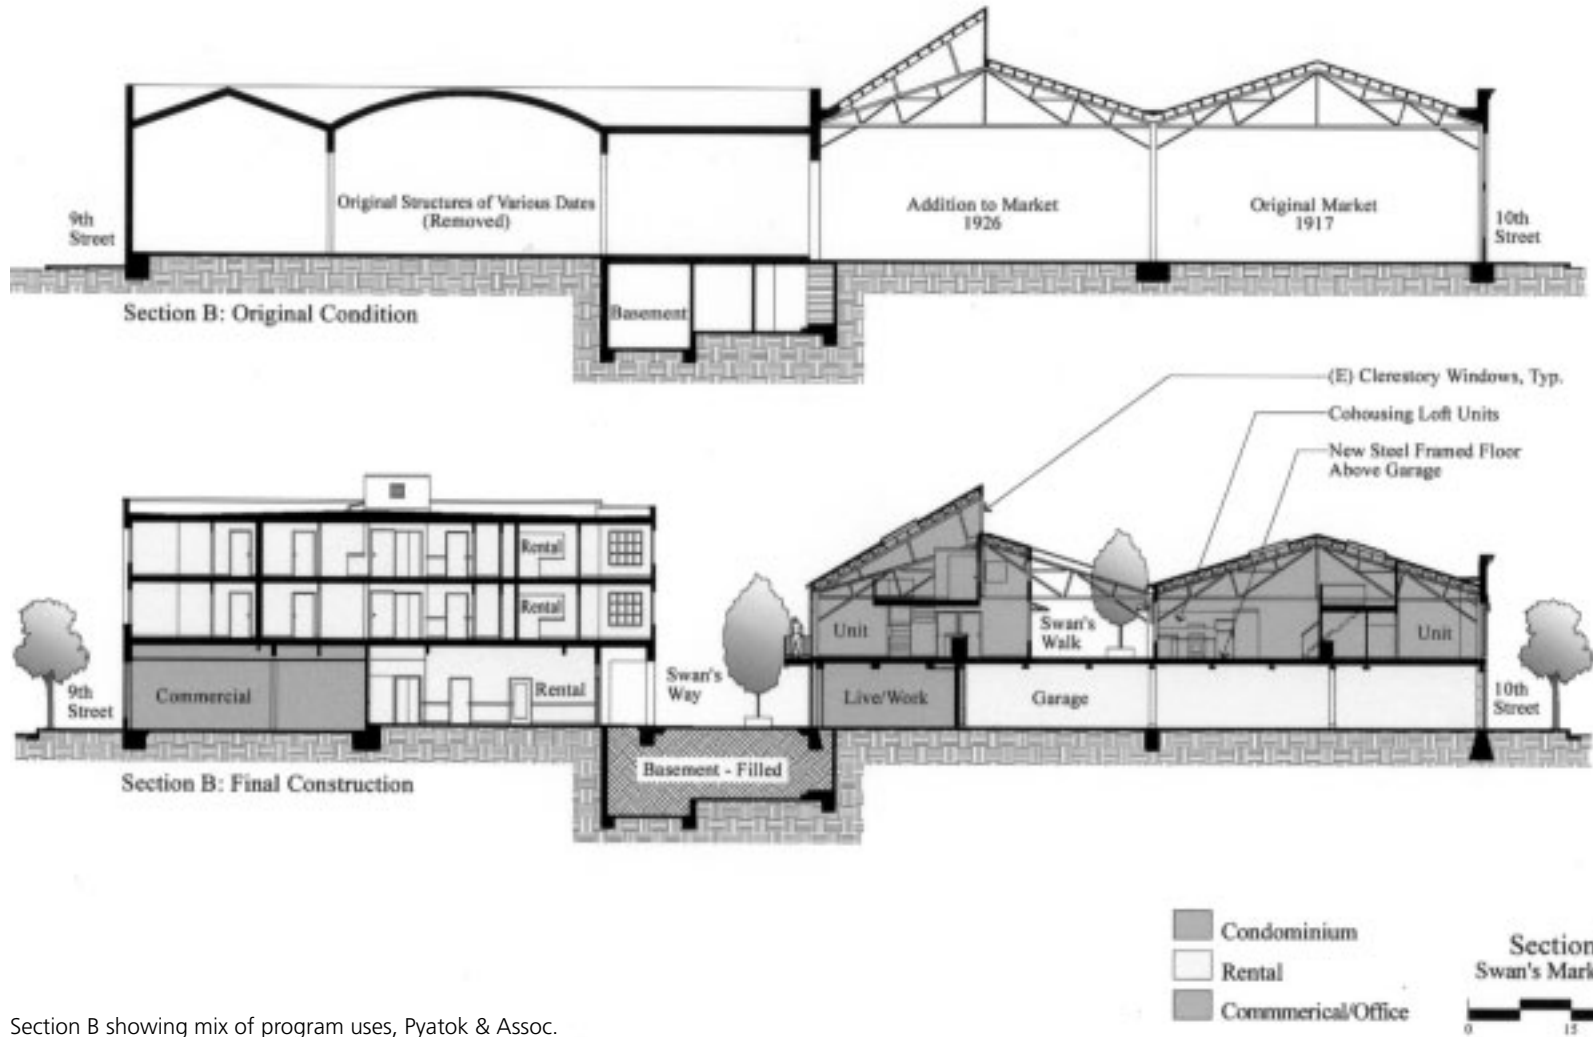 9th
Street
Original Structures of Various Dates
(Removed)
Addition to Market
1926
Original Market
1917
10th
Street
Section B: Original Condition
Basement
(E) Clerestory Windows, Typ.
Cohousing Loft Units
New Steel Framed Floor
Above Garage
Rental
Rental
9th
Street
Commercial
Rental
Swan's
Way
Unit
Swan's
Walk
Unit
Live/Work
Garage
10th
Street
Section B: Final Construction
Basement - Filled
Condominium
Rental
Commmerical/Office
Section
Swan's Mark
0 15
Section B showing mix of program uses, Pyatok & Assoc.